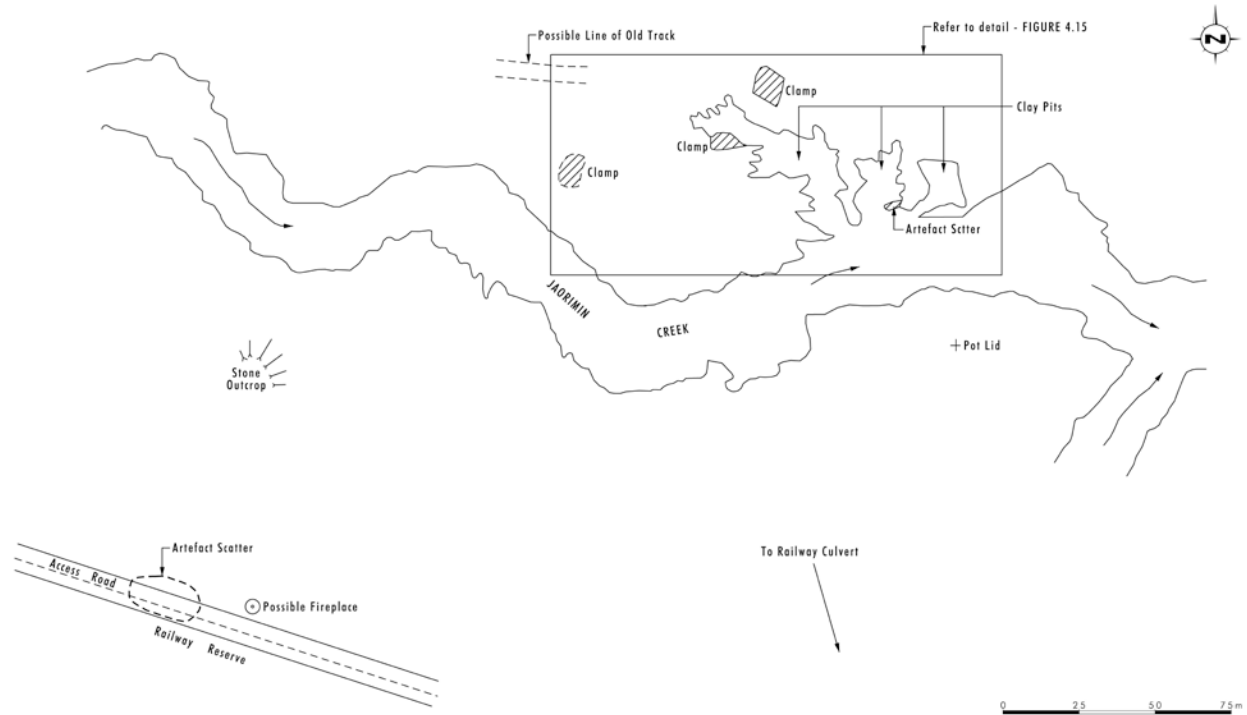 Possible Line of Old Track
Refer to detail - FIGURE 4.15
N
Clamp
Clay Pits
Clamp
Clamp
Artefact Sctter
JAORIMIN
CREEK
Pot Lid
Stone
Outcrop
Artefact Scatter
To Railway Culvert
Access Road
Possible Fireplace
Railway Reserve
0 25 50 75 m